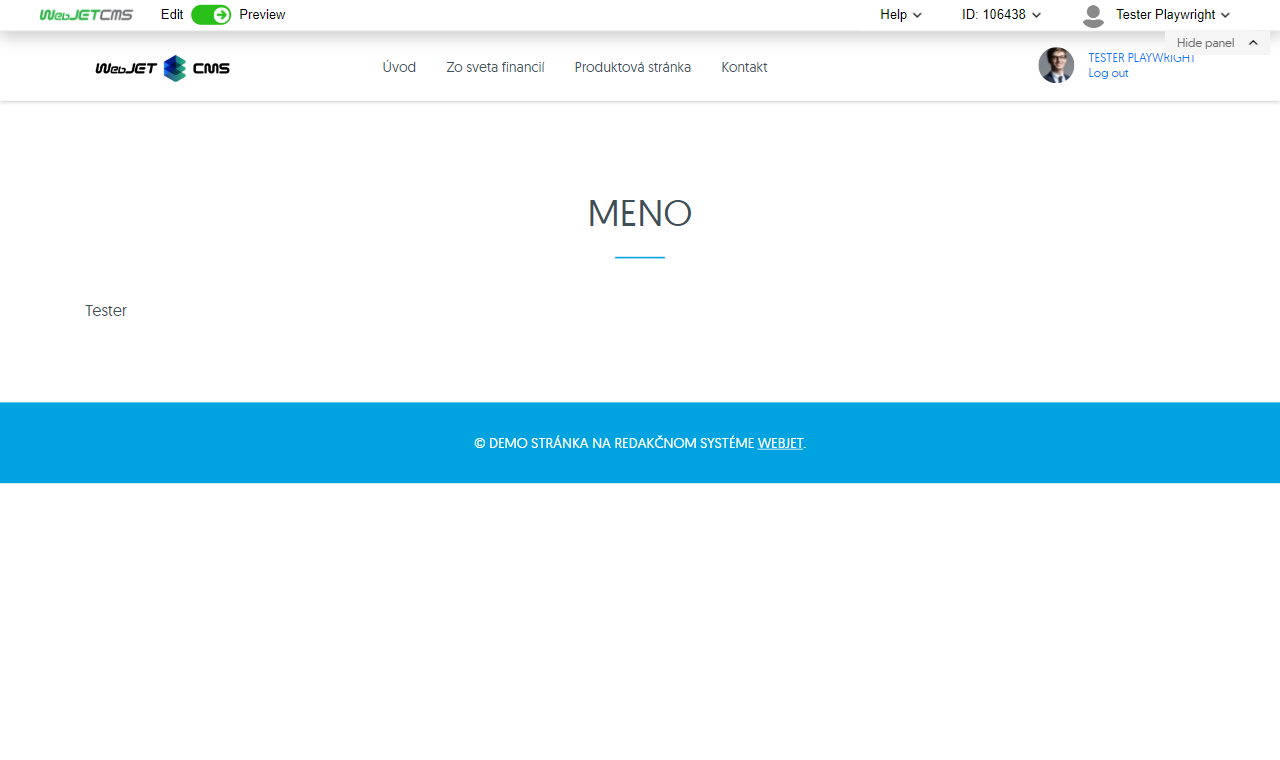 WebJETCMS Edit Preview Help ID: 106438 Tester Playwright
Hide panel
WebJET CMS Úvod Zo sveta financií Produktová stránka Kontakt TESTER PLAYWRIGHT
Log out
MENO
Tester
© DEMO STRÁNKA NA REDAKČNOM SYSTÉME WEBJET.